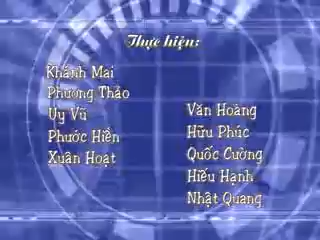 Thực hiện:
Khánh Mai
Phương Thảo
Uy Vũ
Phước Hiền
Xuân Hoạt
Văn Hoàng
Hữu Phúc
Quốc Cường
Hiếu Hạnh
Nhật Quang